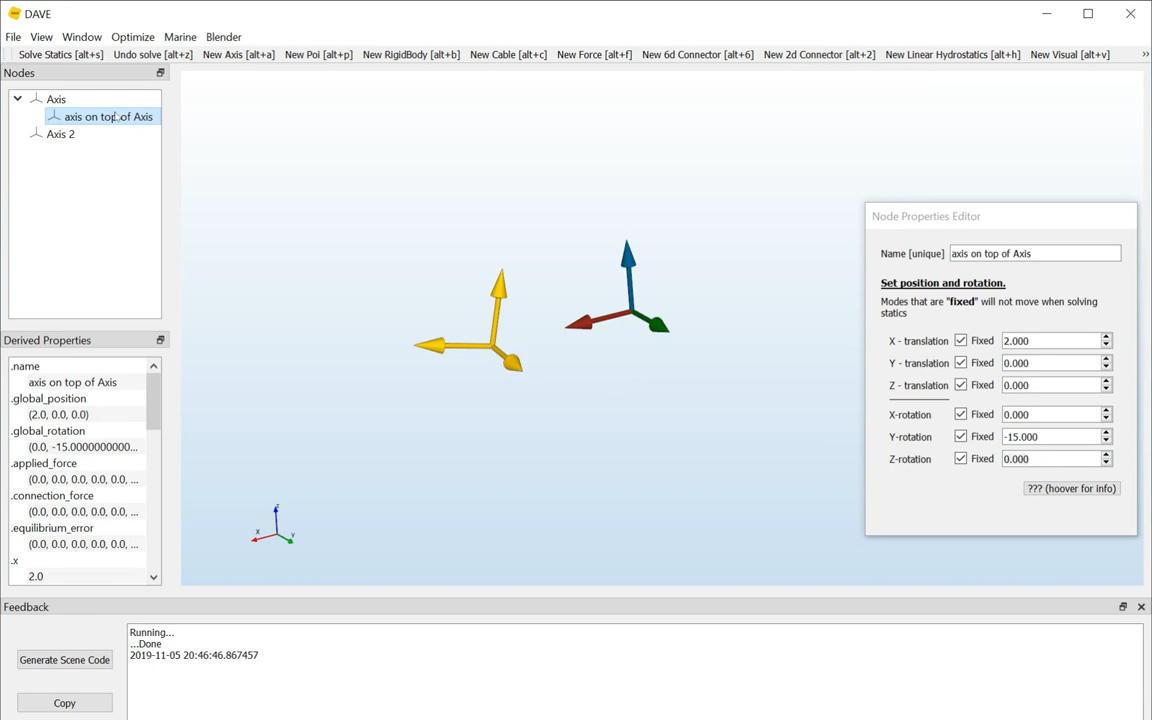 DAVE
File View Window Optimize Marine Blender
Solve Statics [alt+s] Undo solve [alt+z] New Axis [alt+a] New Poi [alt+p] New RigidBody [alt+b] New Cable [alt+c] New Force [alt+f] New 6d Connector [alt+6] New 2d Connector [alt+2] New Linear Hydrostatics [alt+h] New Visual [alt+v] »
Nodes
Axis
axis on top of Axis
Axis 2
Derived Properties
.name
axis on top of Axis
.global_position
(2.0, 0.0, 0.0)
.global_rotation
(0.0, -15.0000000000...
.applied_force
(0.0, 0.0, 0.0, 0.0, 0.0, ...
.connection_force
(0.0, 0.0, 0.0, 0.0, 0.0, ...
.equilibrium_error
(0.0, 0.0, 0.0, 0.0, 0.0, ...
.x
2.0
z
x
y
Node Properties Editor
Name [unique] axis on top of Axis
Set position and rotation.
Modes that are "fixed" will not move when solving
statics
X - translation Fixed 2.000
Y - translation Fixed 0.000
Z - translation Fixed 0.000
X-rotation Fixed 0.000
Y-rotation Fixed -15.000
Z-rotation Fixed 0.000
??? (hoover for info)
Feedback
Generate Scene Code
Copy
Running...
...Done
2019-11-05 20:46:46.867457